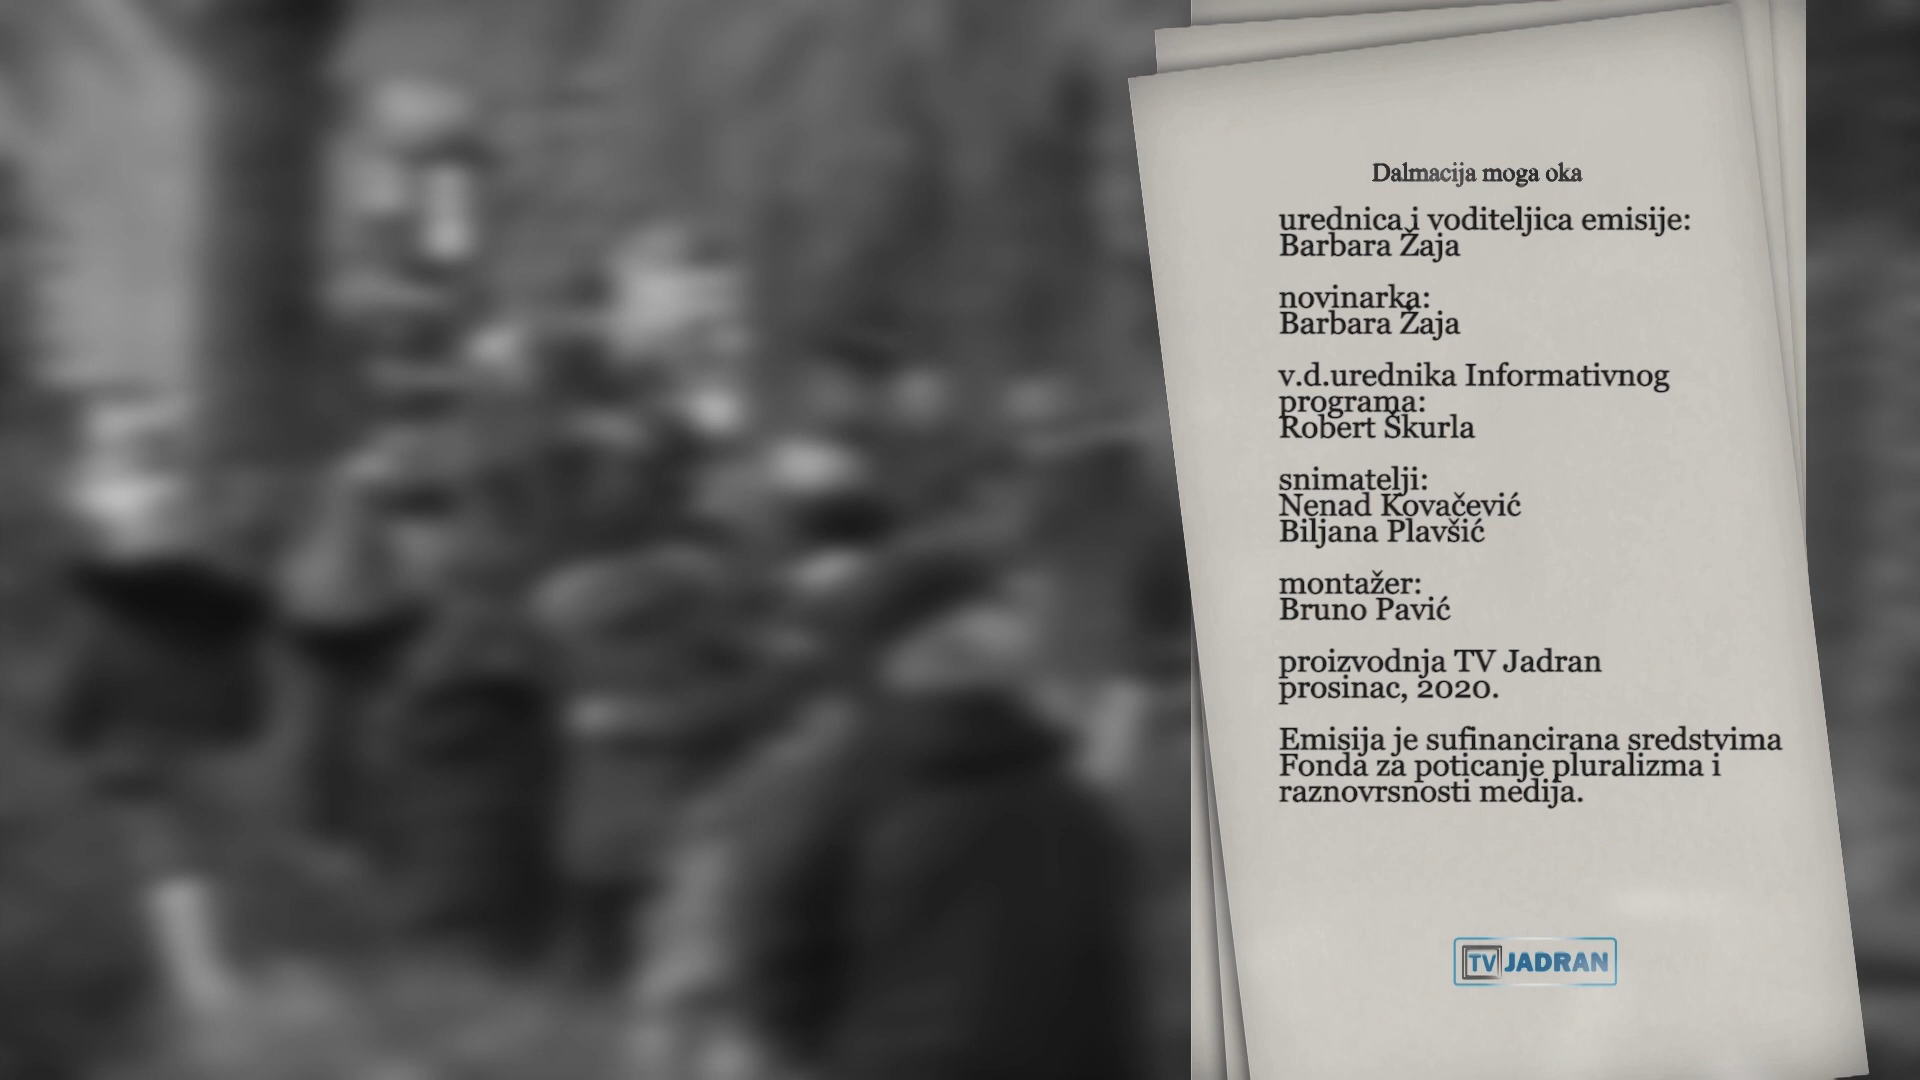 Dalmacija moga oka
urednica i voditeljica emisije:
Barbara Žaja
novinarka:
Barbara Žaja
v.d.urednika Informativnog
programa:
Robert Škurla
snimatelji:
Nenad Kovačević
Biljana Plavšić
montažer:
Bruno Pavić
proizvodnja TV Jadran
prosinac, 2020.
Emisija je sufinancirana sredstvima
Fonda za poticanje pluralizma i
raznovrsnosti medija.
TV JADRAN